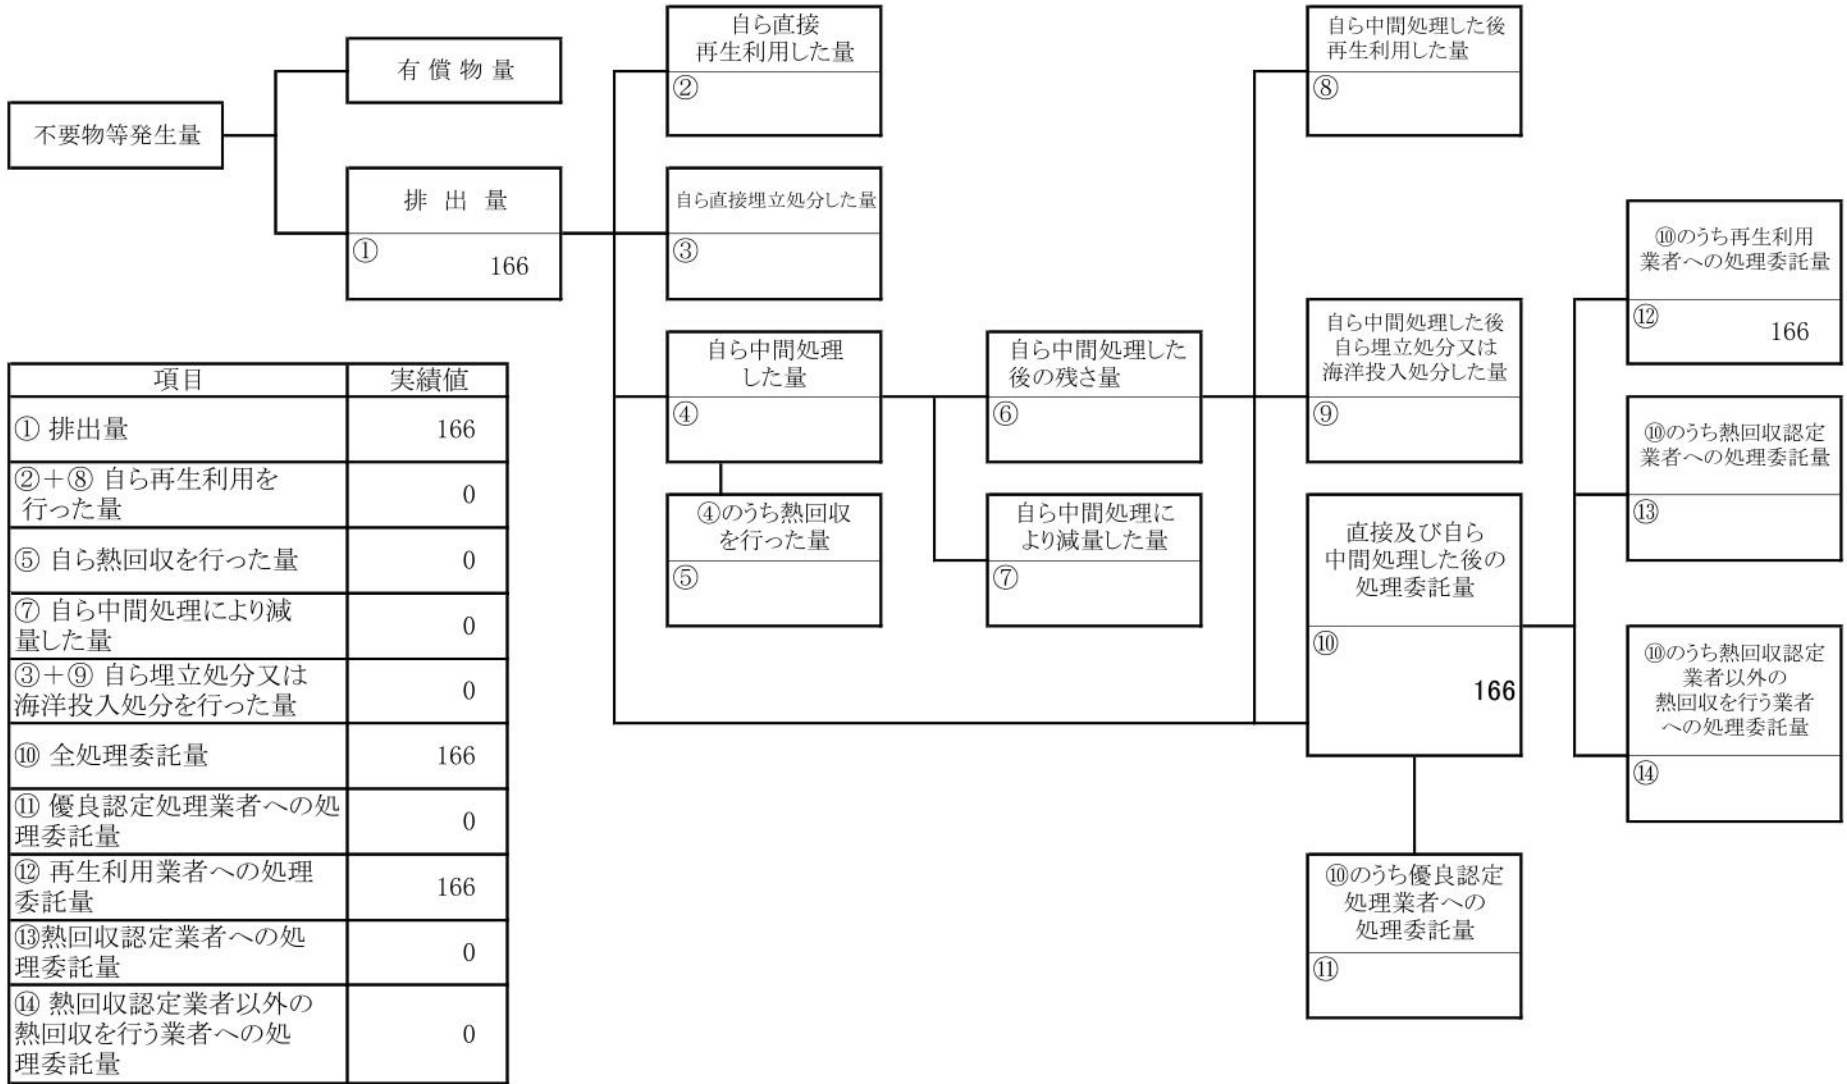 不要物等発生量
有償物量
排出量
①
166
自ら直接
再生利用した量
②
自ら直接埋立処分した量
③
自ら中間処理
した量
④
④のうち熱回収
を行った量
⑤
自ら中間処理した
後の残さ量
⑥
自ら中間処理に
より減量した量
⑦
自ら中間処理した後
再生利用した量
⑧
自ら中間処理した後
自ら埋立処分又は
海洋投入処分した量
⑨
直接及び自ら
中間処理した後の
処理委託量
⑩
166
⑩のうち優良認定
処理業者への
処理委託量
⑪
⑩のうち再生利用
業者への処理委託量
⑫
166
⑩のうち熱回収認定
業者への処理委託量
⑬
⑩のうち熱回収認定
業者以外の
熱回収を行う業者
への処理委託量
⑭
項目 実績値
① 排出量 166
②+⑧ 自ら再生利用を
行った量 0
⑤ 自ら熱回収を行った量 0
⑦ 自ら中間処理により減
量した量 0
③+⑨ 自ら埋立処分又は
海洋投入処分を行った量 0
⑩ 全処理委託量 166
⑪ 優良認定処理業者への処
理委託量 0
⑫ 再生利用業者への処理
委託量 166
⑬熱回収認定業者への処
理委託量 0
⑭ 熱回収認定業者以外の
熱回収を行う業者への処
理委託量 0